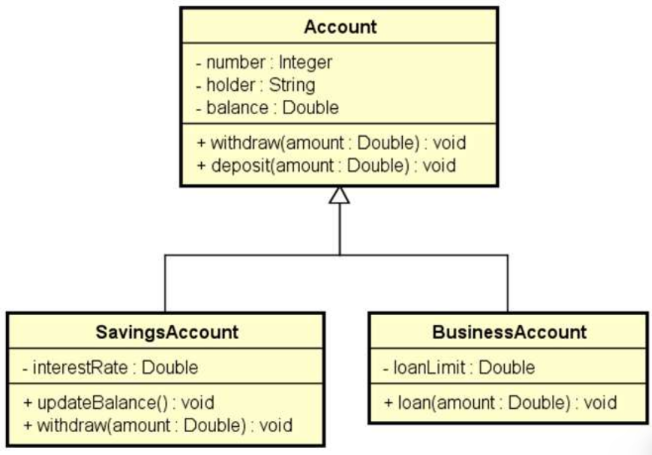 Account
- number : Integer
- holder : String
- balance : Double
+ withdraw(amount : Double) : void
+ deposit(amount : Double) : void
SavingsAccount
- interestRate : Double
+ updateBalance() : void
+ withdraw(amount : Double) : void
BusinessAccount
- loanLimit : Double
+ loan(amount : Double) : void